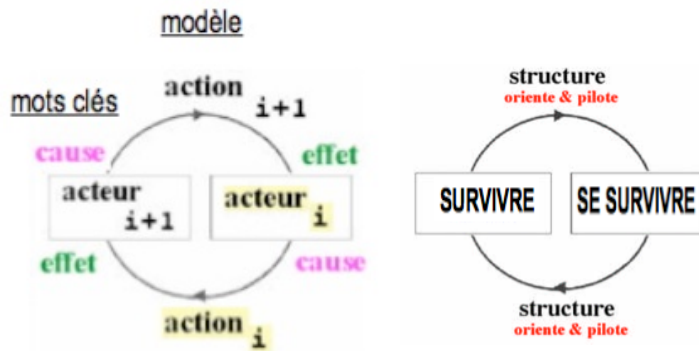 modèle
mots clés
action i+1
cause
effet
acteur i+1
acteur i
effet
cause
action i
structure
oriente & pilote
SURVIVRE
SE SURVIVRE
structure
oriente & pilote